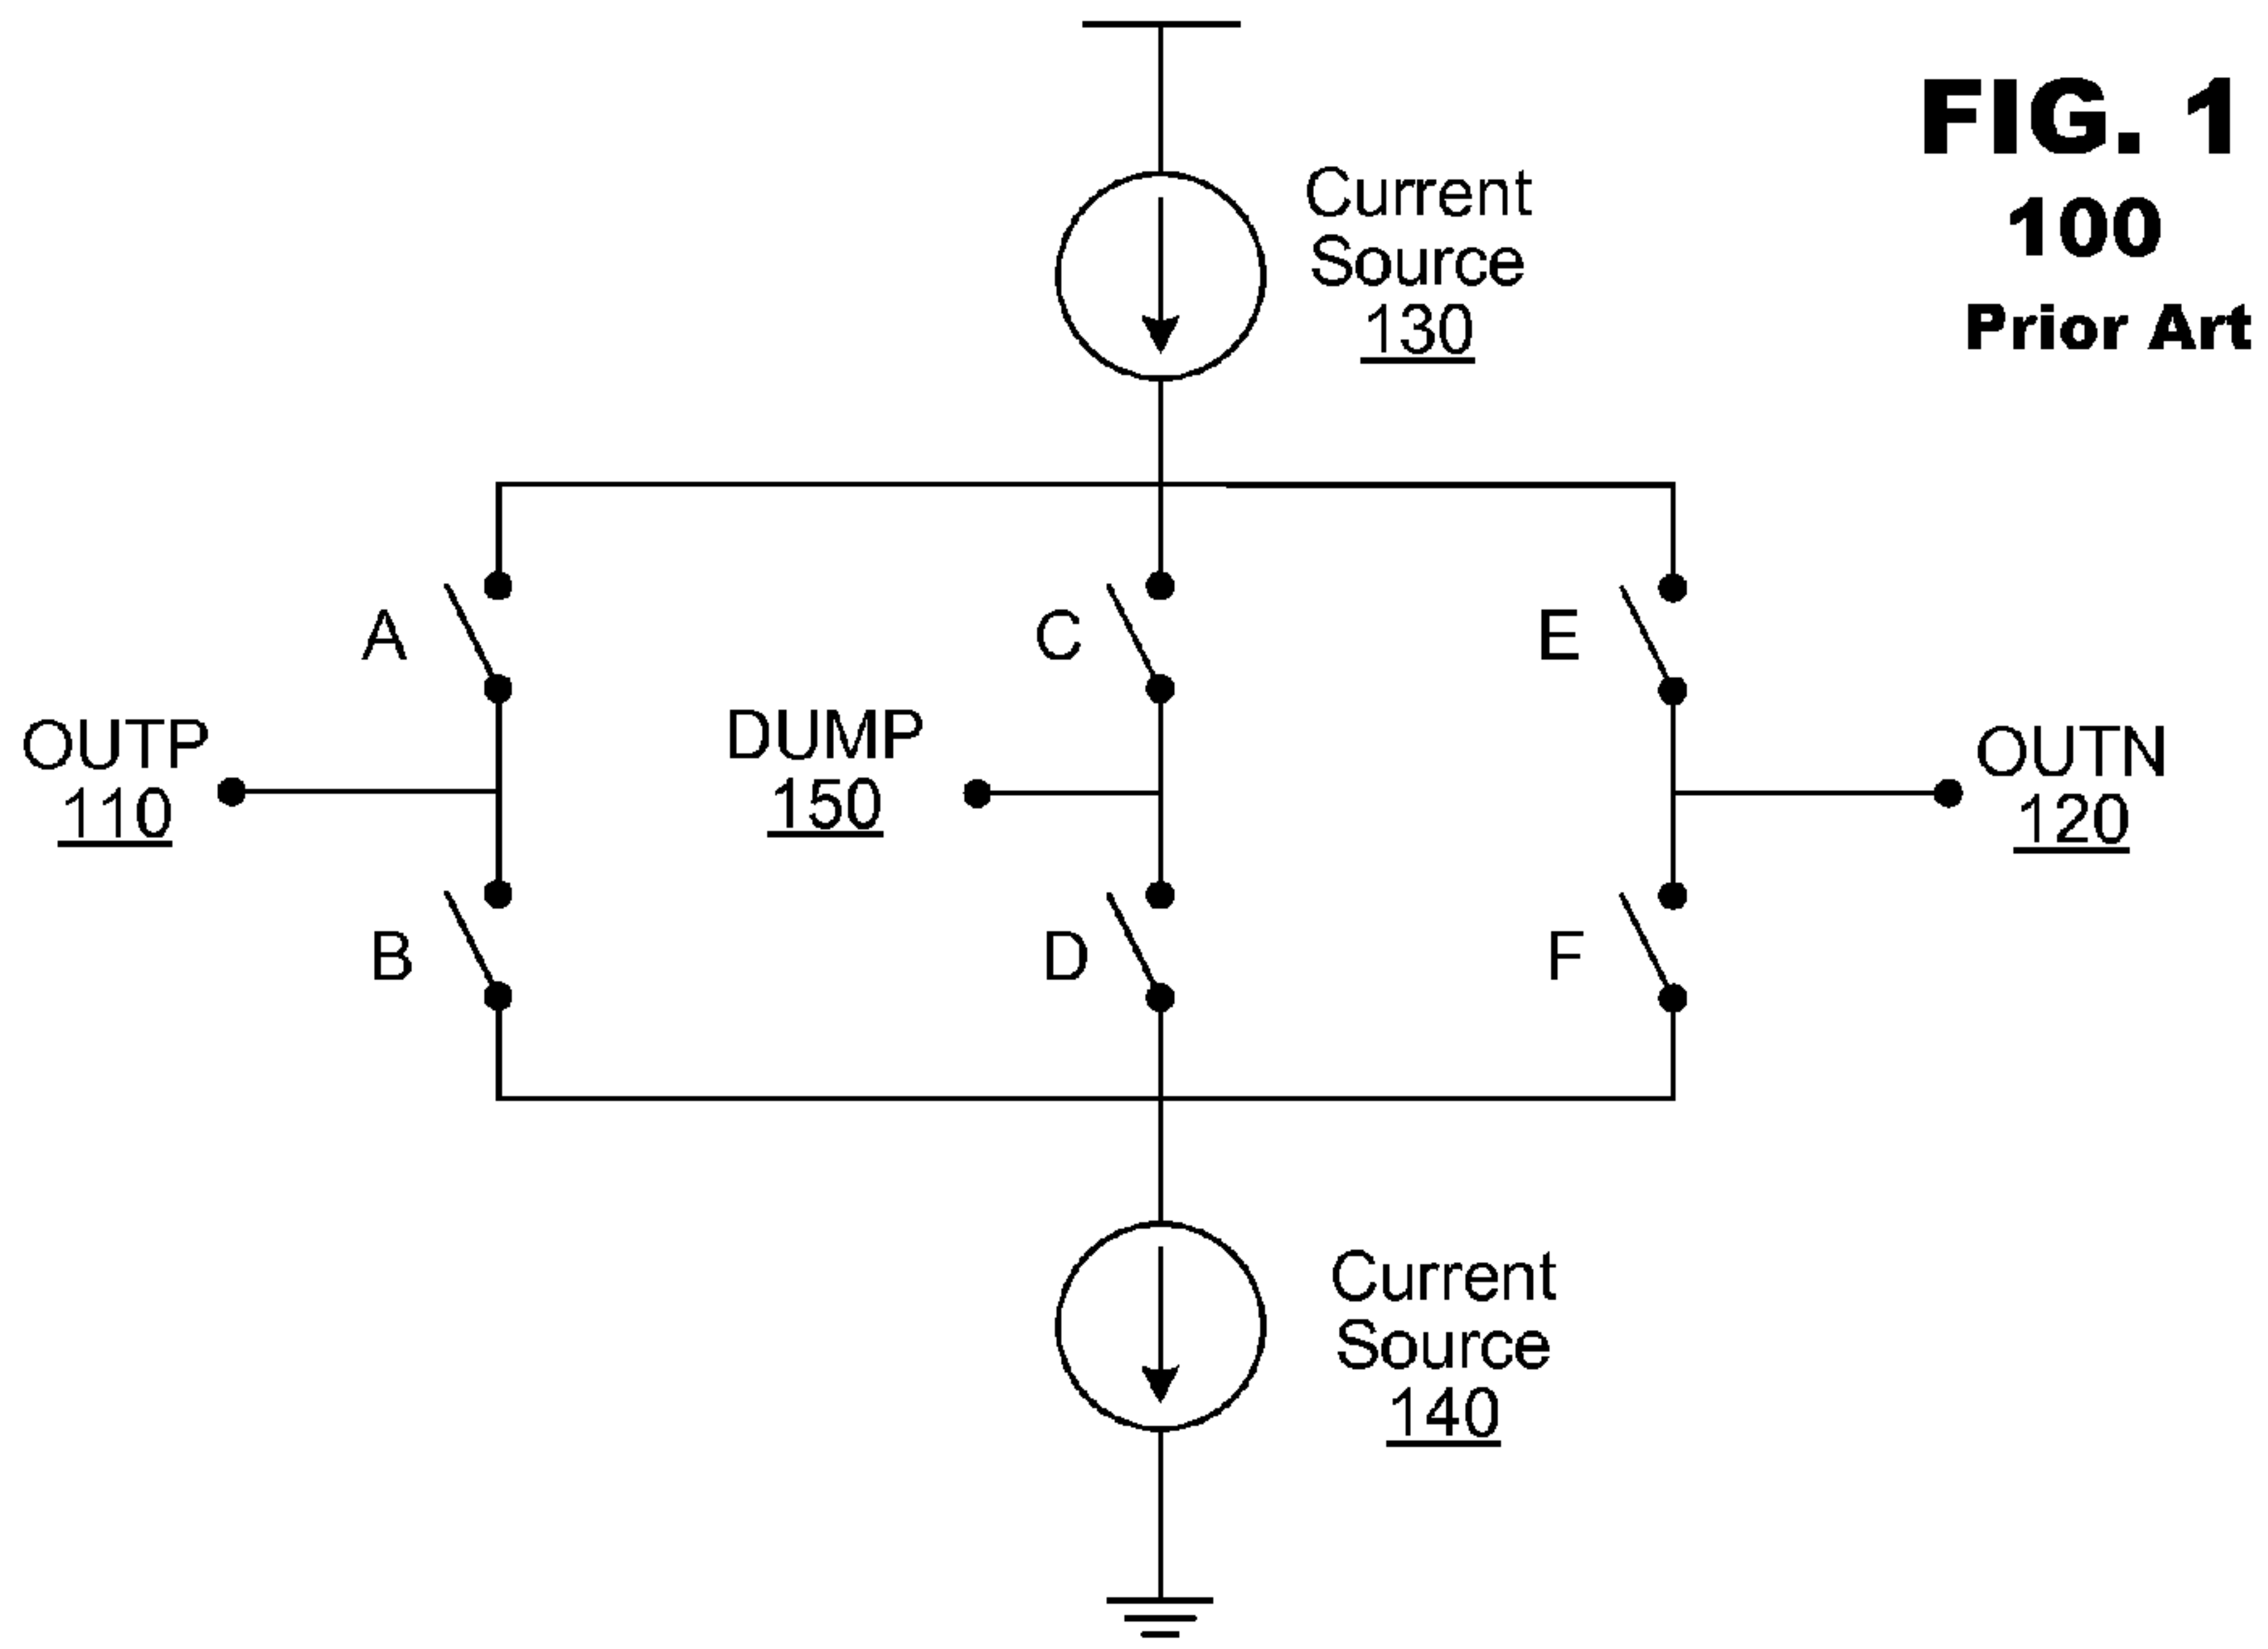 FIG. 1
100
Prior Art
Current
Source
130
A
C
E
OUTP
110
DUMP
150
OUTN
120
B
D
F
Current
Source
140